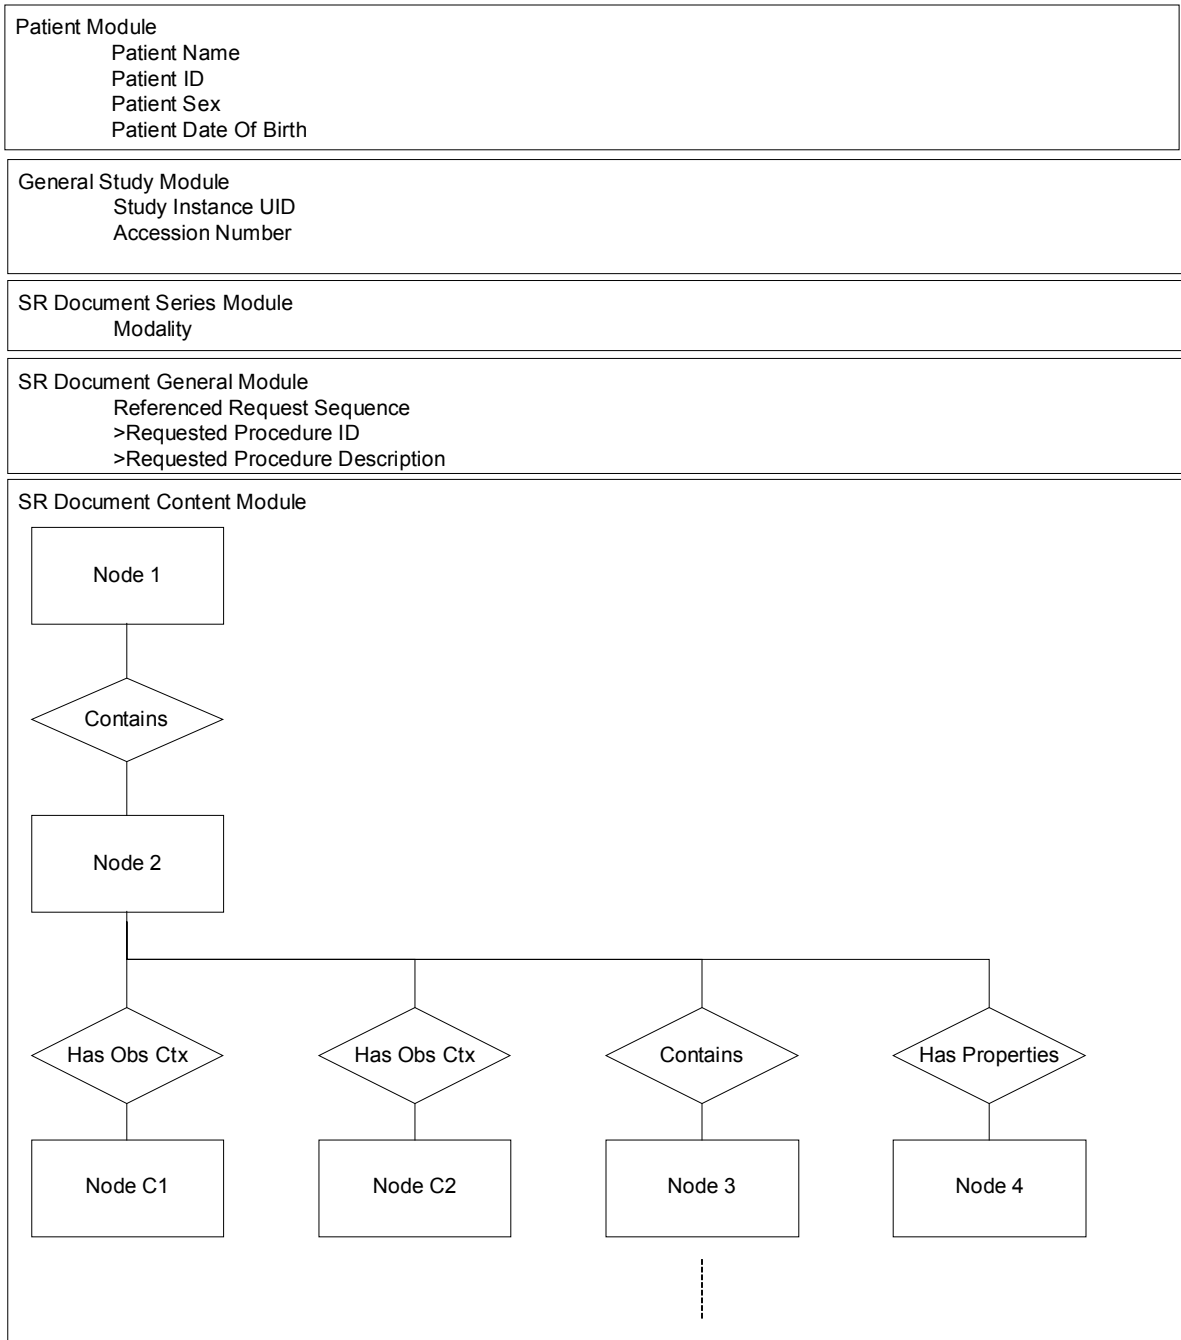 Patient Module
Patient Name
Patient ID
Patient Sex
Patient Date Of Birth
General Study Module
Study Instance UID
Accession Number
SR Document Series Module
Modality
SR Document General Module
Referenced Request Sequence
>Requested Procedure ID
>Requested Procedure Description
SR Document Content Module
Node 1
Contains
Node 2
Has Obs Ctx
Has Obs Ctx
Contains
Has Properties
Node C1
Node C2
Node 3
Node 4